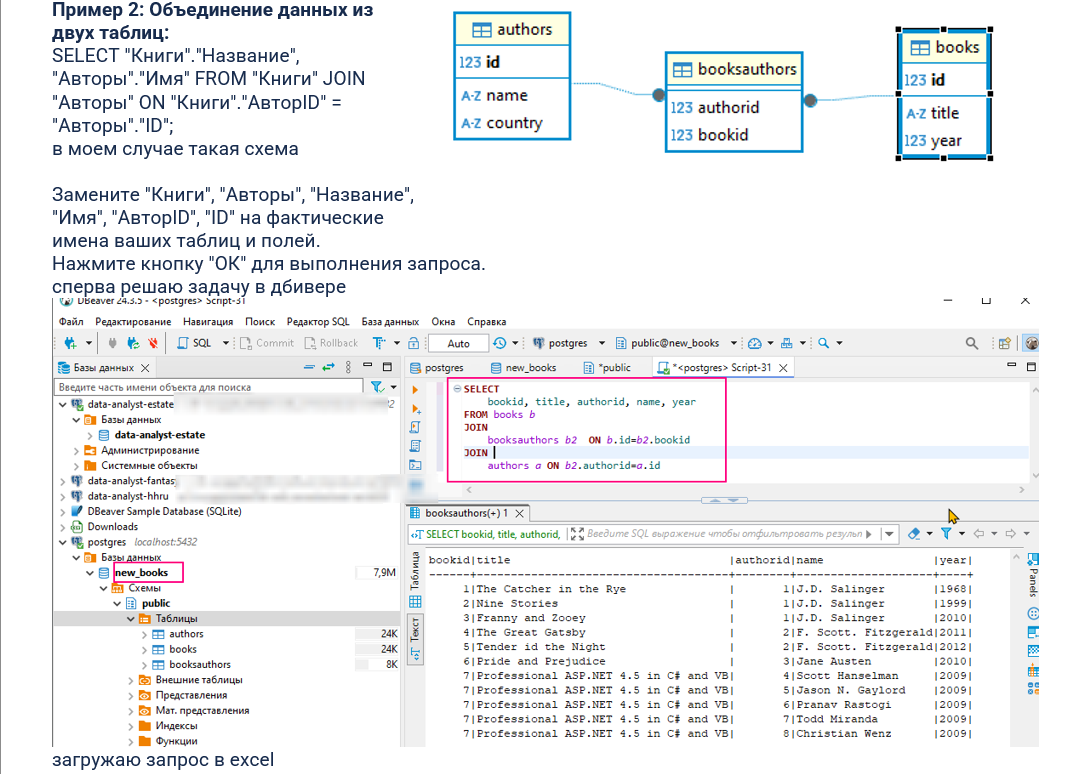 Пример 2: Объединение данных из
двух таблиц:
SELECT "Книги"."Название",
"Авторы"."Имя" FROM "Книги" JOIN
"Авторы" ON "Книги"."АвторID" =
"Авторы"."ID";
в моем случае такая схема
authors
123 id
A-Z name
A-Z country
booksauthors
123 authorid
123 bookid
books
123 id
A-Z title
123 year
Замените "Книги", "Авторы", "Название",
"Имя", "АвторID", "ID" на фактические
имена ваших таблиц и полей.
Нажмите кнопку "ОК" для выполнения запроса.
сперва решаю задачу в дбивере
DBeaver 24.3.5 - <postgres> Script-31
Файл Редактирование Навигация Поиск Редактор SQL База данных Окна Справка
SQL Commit Rollback Auto postgres public@new_books
Базы данных
Введите часть имени объекта для поиска
data-analyst-estate
Базы данных
data-analyst-estate
Администрирование
Системные объекты
data-analyst-fantasy
data-analyst-hhru
DBeaver Sample Database (SQLite)
Downloads
postgres localhost:5432
Базы данных
new_books 7,9M
Схемы
public
Таблицы
authors 24K
books 24K
booksauthors 8K
Внешние таблицы
Представления
Мат. представления
Индексы
Функции
postgres new_books *public *<postgres> Script-31
SELECT
bookid, title, authorid, name, year
FROM books b
JOIN
booksauthors b2 ON b.id=b2.bookid
JOIN
authors a ON b2.authorid=a.id
booksauthors(+) 1
SELECT bookid, title, authorid, Введите SQL выражение чтобы отфильтровать результ
Таблица
Текст
Panels
bookid|title |authorid|name |year|
------+------------------------------------+--------+-------------------+----+
1|The Catcher in the Rye | 1|J.D. Salinger |1968|
2|Nine Stories | 1|J.D. Salinger |1999|
3|Franny and Zooey | 1|J.D. Salinger |2010|
4|The Great Gatsby | 2|F. Scott. Fitzgerald|2011|
5|Tender id the Night | 2|F. Scott. Fitzgerald|2012|
6|Pride and Prejudice | 3|Jane Austen |2010|
7|Professional ASP.NET 4.5 in C# and VB| 4|Scott Hanselman |2009|
7|Professional ASP.NET 4.5 in C# and VB| 5|Jason N. Gaylord |2009|
7|Professional ASP.NET 4.5 in C# and VB| 6|Pranav Rastogi |2009|
7|Professional ASP.NET 4.5 in C# and VB| 7|Todd Miranda |2009|
7|Professional ASP.NET 4.5 in C# and VB| 8|Christian Wenz |2009|
загружаю запрос в excel